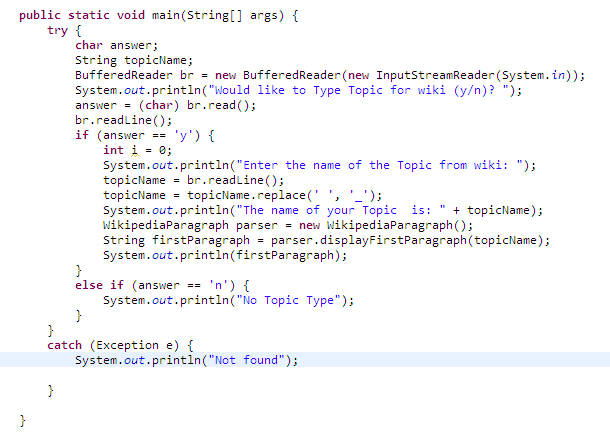 public static void main(String[] args) {
    try {
        char answer;
        String topicName;
        BufferedReader br = new BufferedReader(new InputStreamReader(System.in));
        System.out.println("Would like to Type Topic for wiki (y/n)? ");
        answer = (char) br.read();
        br.readLine();
        if (answer == 'y') {
            int i = 0;
            System.out.println("Enter the name of the Topic from wiki: ");
            topicName = br.readLine();
            topicName = topicName.replace(' ', '_');
            System.out.println("The name of your Topic  is: " + topicName);
            WikipediaParagraph parser = new WikipediaParagraph();
            String firstParagraph = parser.displayFirstParagraph(topicName);
            System.out.println(firstParagraph);
        }
        else if (answer == 'n') {
            System.out.println("No Topic Type");
        }
    }
    catch (Exception e) {
        System.out.println("Not found");
    }
}